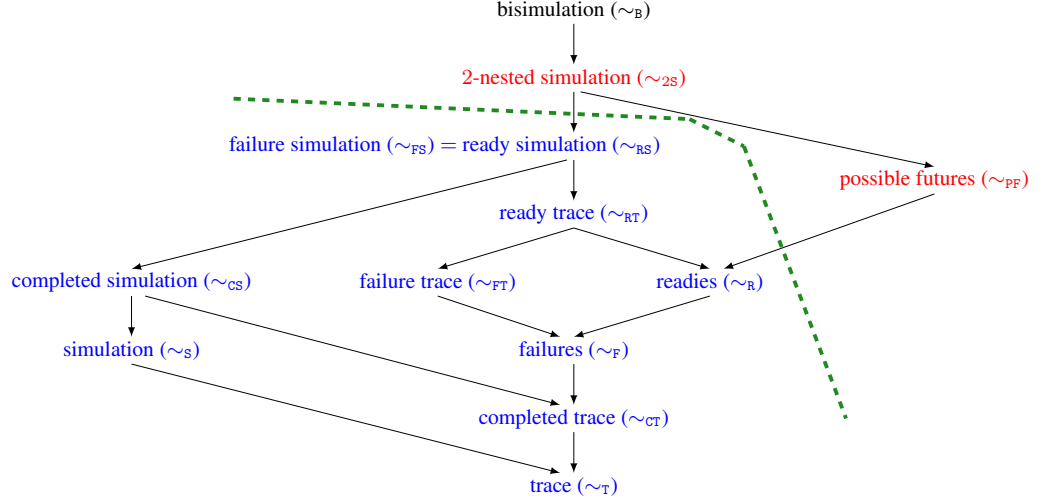 bisimulation (∼B)
2-nested simulation (∼2S)
failure simulation (∼FS) = ready simulation (∼RS)
possible futures (∼PF)
ready trace (∼RT)
completed simulation (∼CS)
failure trace (∼FT)
readies (∼R)
simulation (∼S)
failures (∼F)
completed trace (∼CT)
trace (∼T)